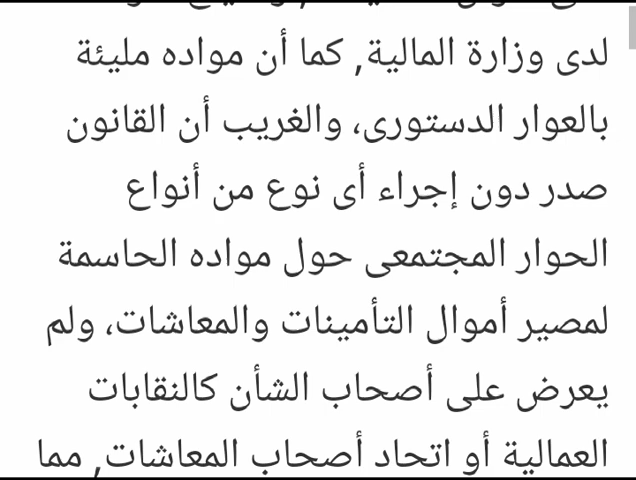 لدى وزارة المالية, كما أن مواده مليئة
بالعوار الدستورى، والغريب أن القانون
صدر دون إجراء أى نوع من أنواع
الحوار المجتمعى حول مواده الحاسمة
لمصير أموال التأمينات والمعاشات، ولم
يعرض على أصحاب الشأن كالنقابات
العمالية أو اتحاد أصحاب المعاشات, مما